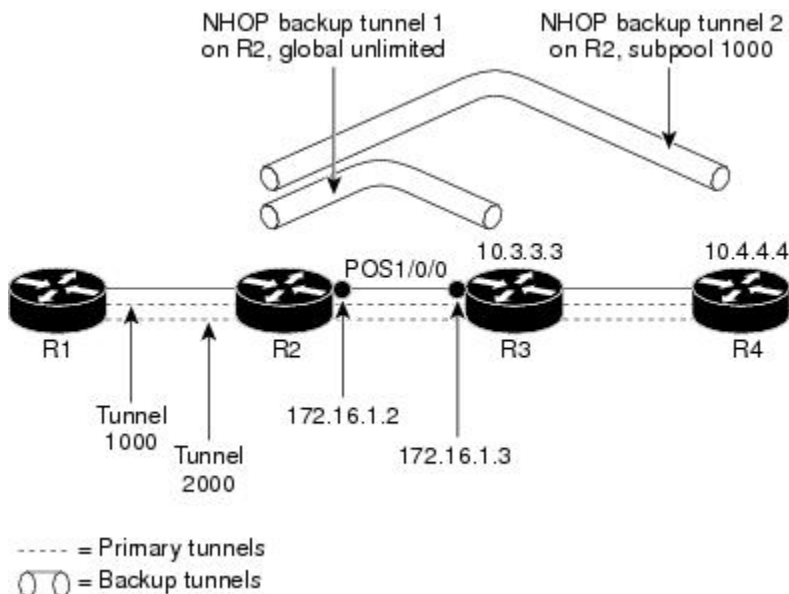 NHOP backup tunnel 1
on R2, global unlimited
NHOP backup tunnel 2
on R2, subpool 1000
10.3.3.3
10.4.4.4
POS1/0/0
R1
R2
R3
R4
Tunnel
1000
Tunnel
2000
172.16.1.2
172.16.1.3
= Primary tunnels
= Backup tunnels